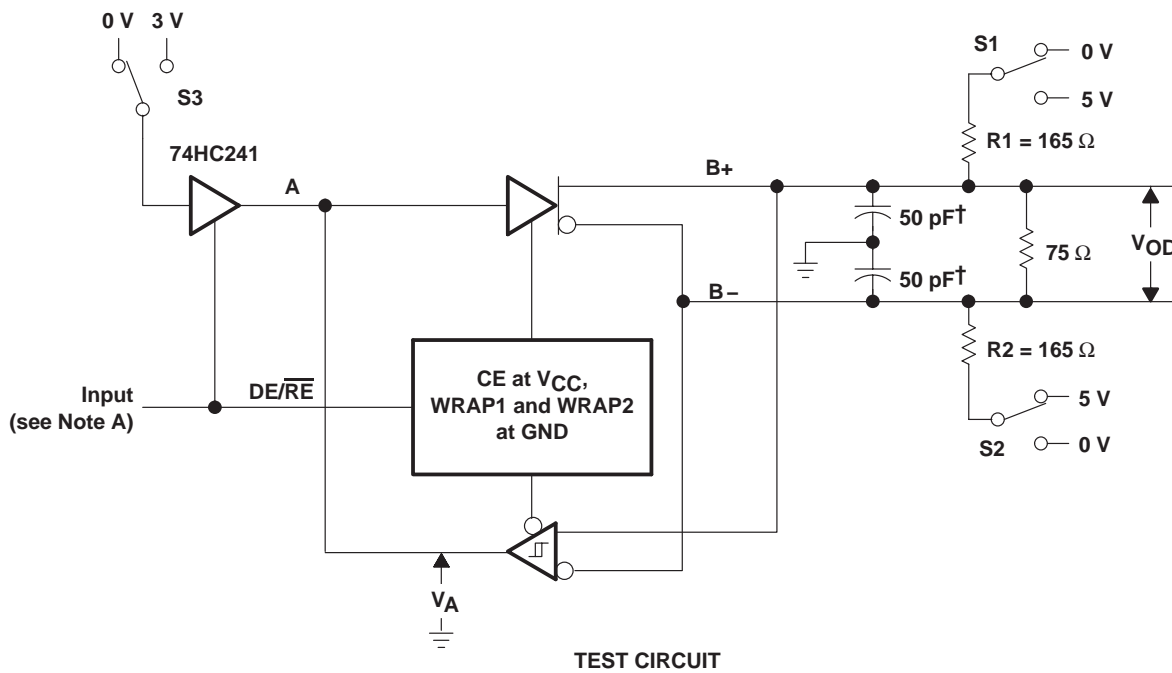 0 V 3 V
S3
74HC241
A
S1
0 V
5 V
R1 = 165 Ω
B+
50 pF†
50 pF†
75 Ω
VOD
B–
R2 = 165 Ω
5 V
S2
0 V
Input
(see Note A)
DE/RE
CE at VCC,
WRAP1 and WRAP2
at GND
VA
TEST CIRCUIT